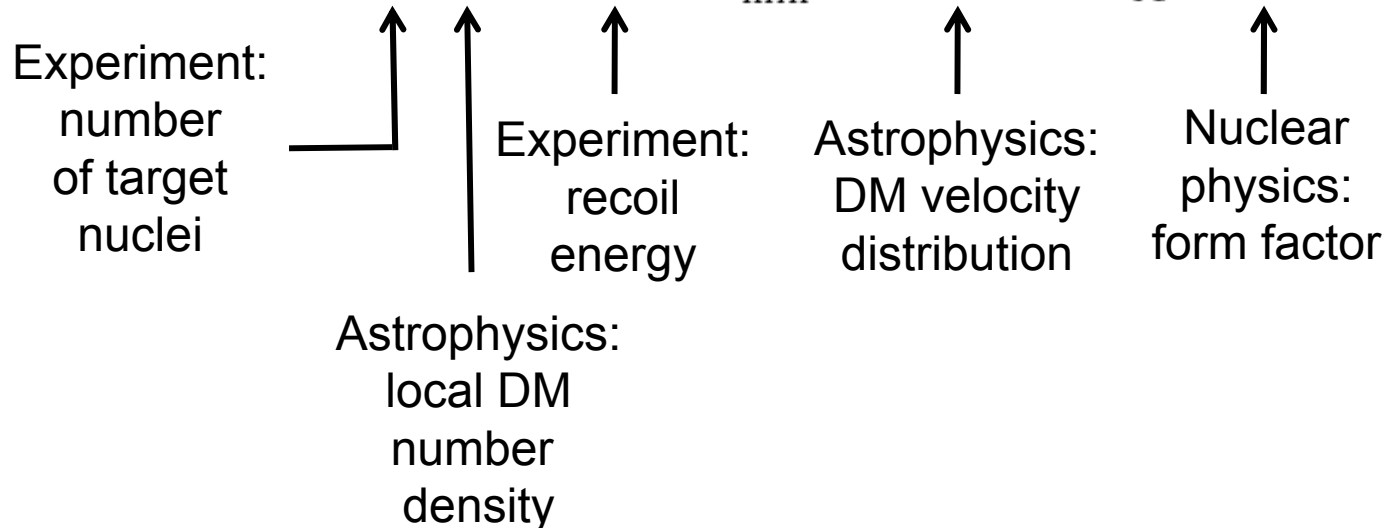 Experiment:
number
of target
nuclei
Experiment:
recoil
energy
Astrophysics:
DM velocity
distribution
Nuclear
physics:
form factor
Astrophysics:
local DM
number
density